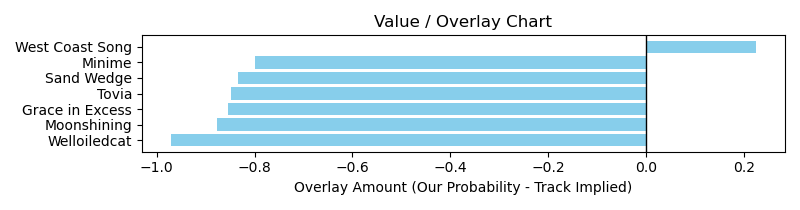 Value / Overlay Chart
West Coast Song
Minime
Sand Wedge
Tovia
Grace in Excess
Moonshining
Welloiledcat
−1.0 −0.8 −0.6 −0.4 −0.2 0.0 0.2
Overlay Amount (Our Probability - Track Implied)